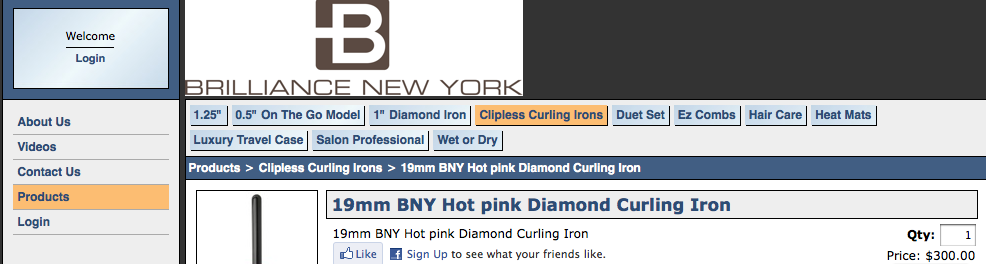 Welcome
Login
B
BRILLIANCE NEW YORK
About Us
Videos
Contact Us
Products
Login
1.25" 0.5" On The Go Model 1" Diamond Iron Clipless Curling Irons Duet Set Ez Combs Hair Care Heat Mats
Luxury Travel Case Salon Professional Wet or Dry
Products > Clipless Curling Irons > 19mm BNY Hot pink Diamond Curling Iron
19mm BNY Hot pink Diamond Curling Iron
19mm BNY Hot pink Diamond Curling Iron
Qty: 1
Like f Sign Up to see what your friends like.
Price: $300.00